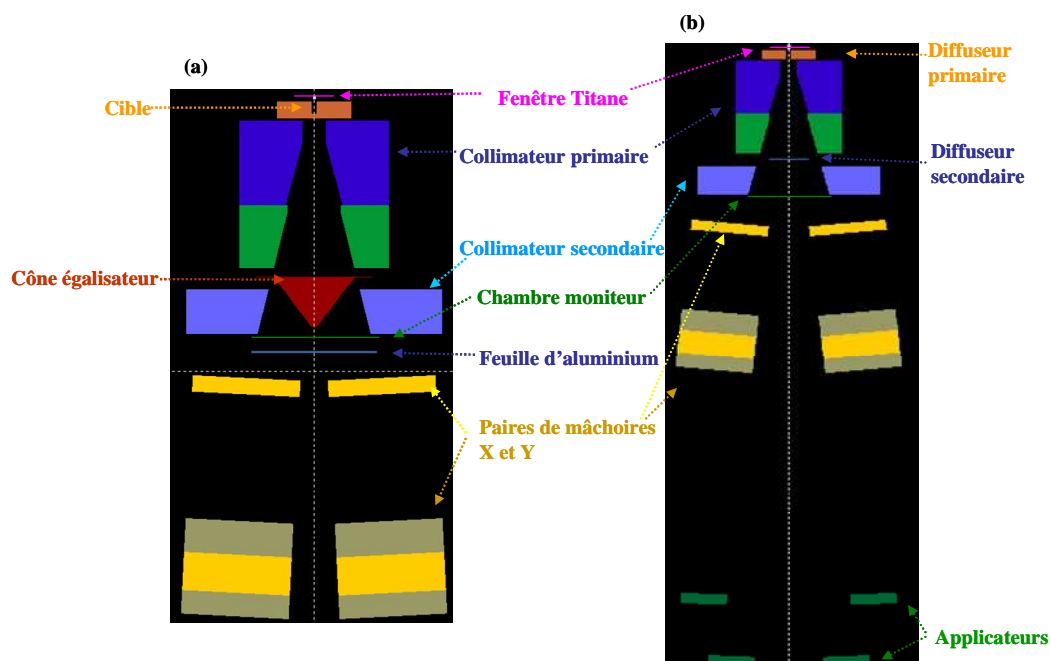 (b)
(a)
Diffuseur
primaire
Cible
Fenêtre Titane
Collimateur primaire
Diffuseur
secondaire
Collimateur secondaire
Cône égalisateur
Chambre moniteur
Feuille d’aluminium
Paires de mâchoires
X et Y
Applicateurs